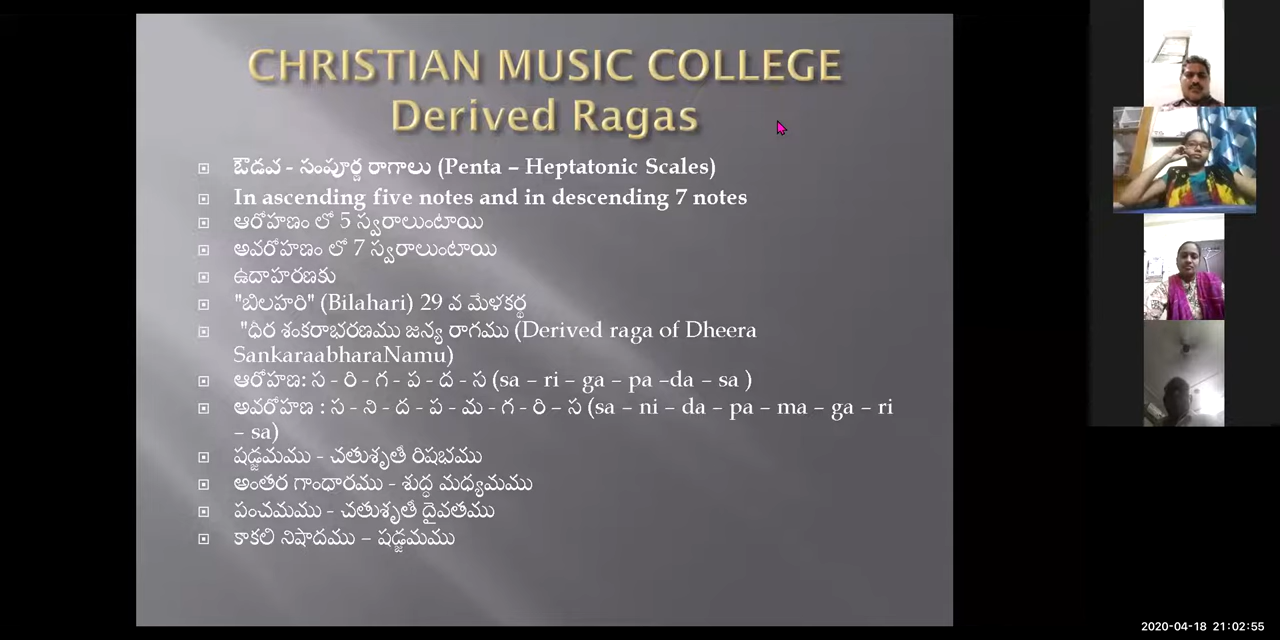 CHRISTIAN MUSIC COLLEGE
Derived Ragas
ఔడవ - సంపూర్ణ రాగాలు (Penta – Heptatonic Scales)
In ascending five notes and in descending 7 notes
ఆరోహణం లో 5 స్వరాలుంటాయి
అవరోహణం లో 7 స్వరాలుంటాయి
ఉదాహరణకు
"బిలహరి" (Bilahari) 29 వ మేళకర్థ
"ధిర శంకరాభరణము జన్య రాగము (Derived raga of Dheera
SankaraabharaNamu)
ఆరోహణ: స - రి - గ - ప - ద - స (sa – ri – ga – pa –da – sa )
అవరోహణ : స - ని - ద - ప - మ - గ - రి - స (sa – ni – da – pa – ma – ga – ri
– sa)
షడ్జమము - చతుశృతీ రిషభము
అంతర గాంధారము - శుద్ధ మధ్యమము
పంచమము - చతుశృతీ దైవతము
కాకలి నిషాదము – షడ్జమము
2020-04-18 21:02:55